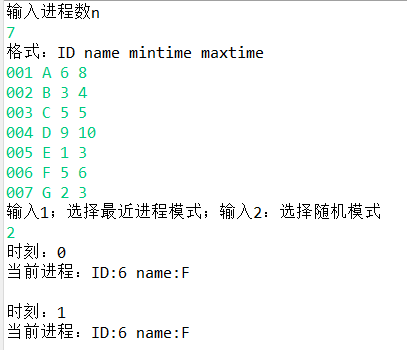 输入进程数n
7
格式：ID name mintime maxtime
001 A 6 8
002 B 3 4
003 C 5 5
004 D 9 10
005 E 1 3
006 F 5 6
007 G 2 3
输入1；选择最近进程模式；输入2：选择随机模式
2
时刻：0
当前进程：ID:6 name:F
时刻：1
当前进程：ID:6 name:F